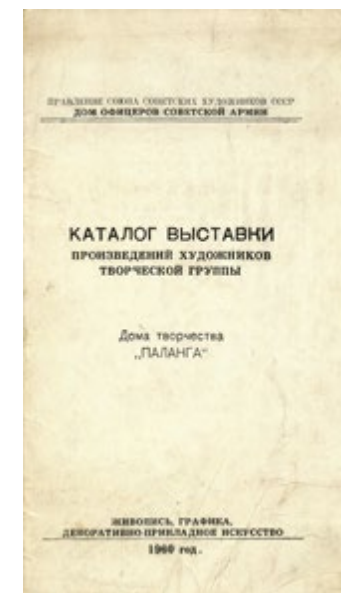 ПРАВЛЕНИЕ СОЮЗА СОВЕТСКИХ ХУДОЖНИКОВ СССР
ДОМ ОФИЦЕРОВ СОВЕТСКОЙ АРМИИ
КАТАЛОГ ВЫСТАВКИ
ПРОИЗВЕДЕНИЙ ХУДОЖНИКОВ
ТВОРЧЕСКОЙ ГРУППЫ
Дома творчества
„ПАЛАНГА“
ЖИВОПИСЬ, ГРАФИКА,
ДЕКОРАТИВНО-ПРИКЛАДНОЕ ИСКУССТВО
1960 год.